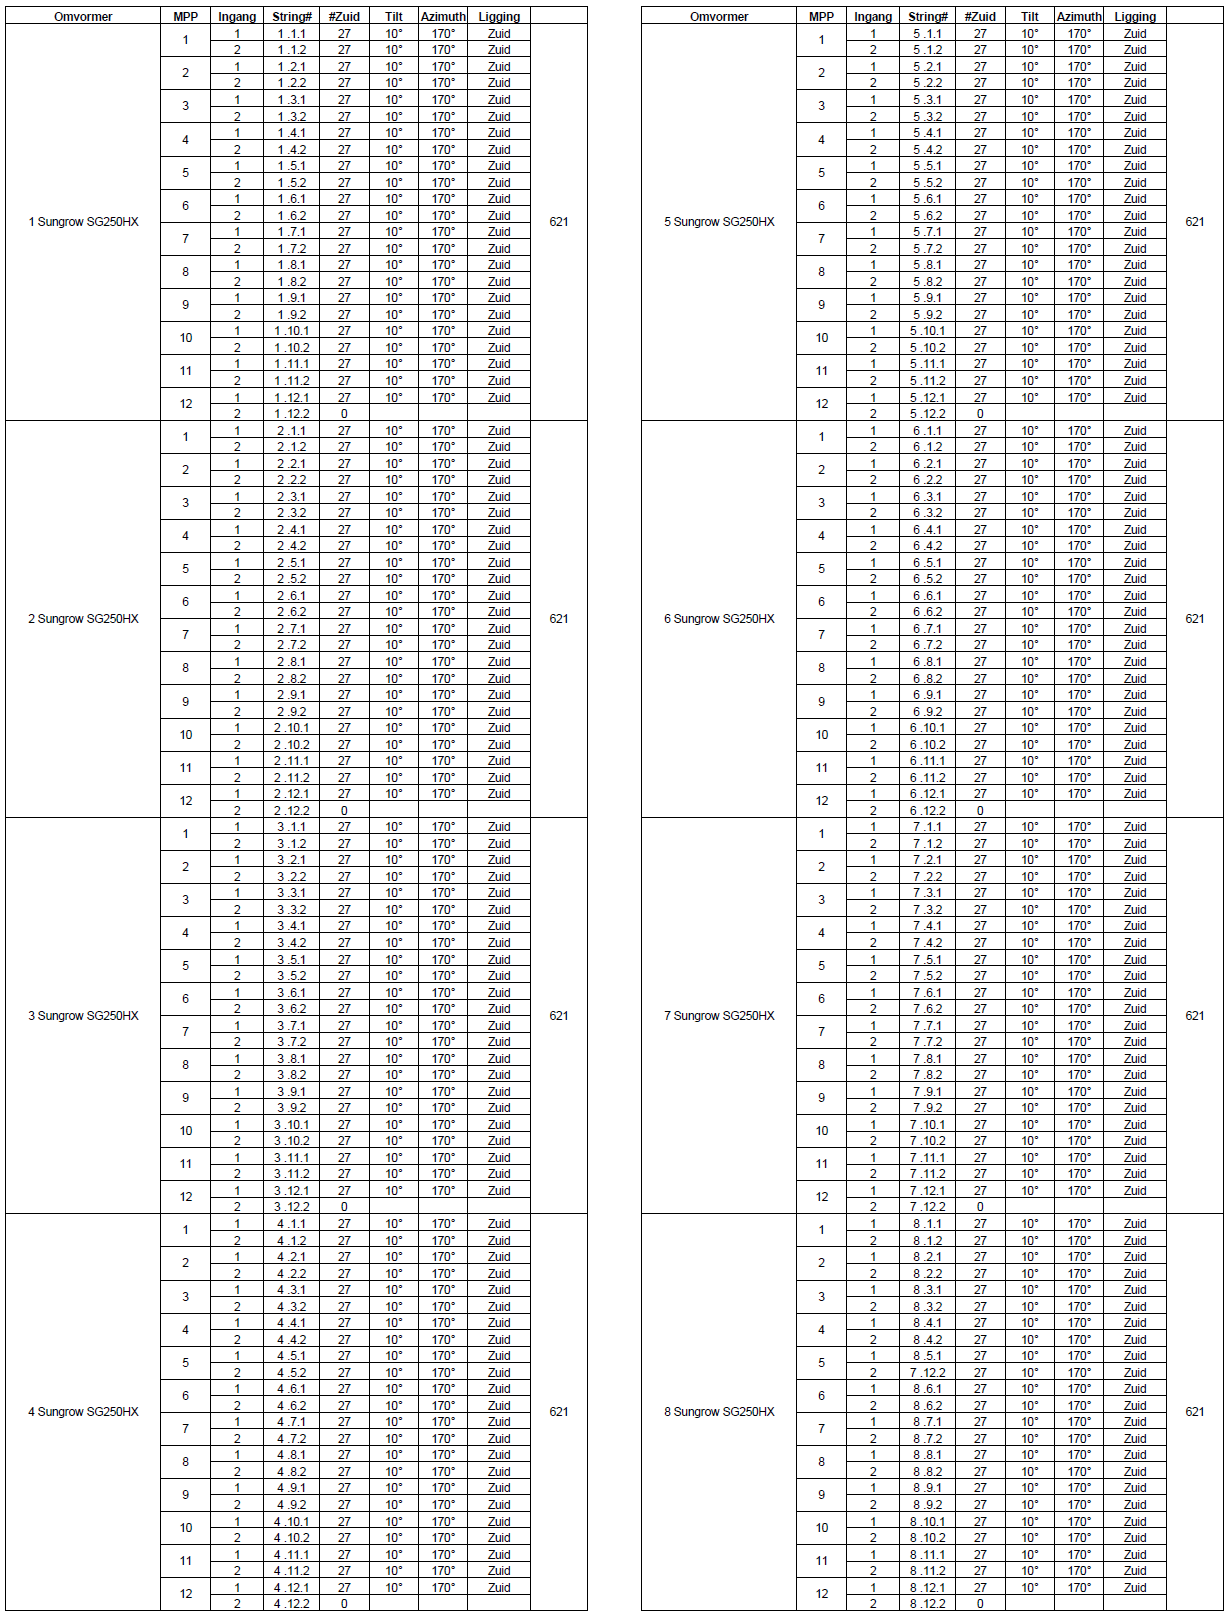 Omvormer MPP Ingang String# #Zuid Tilt Azimuth Ligging
1 Sungrow SG250HX 621
1 1 1 .1.1 27 10° 170° Zuid
2 1 .1.2 27 10° 170° Zuid
2 1 1 .2.1 27 10° 170° Zuid
2 1 .2.2 27 10° 170° Zuid
3 1 1 .3.1 27 10° 170° Zuid
2 1 .3.2 27 10° 170° Zuid
4 1 1 .4.1 27 10° 170° Zuid
2 1 .4.2 27 10° 170° Zuid
5 1 1 .5.1 27 10° 170° Zuid
2 1 .5.2 27 10° 170° Zuid
6 1 1 .6.1 27 10° 170° Zuid
2 1 .6.2 27 10° 170° Zuid
7 1 1 .7.1 27 10° 170° Zuid
2 1 .7.2 27 10° 170° Zuid
8 1 1 .8.1 27 10° 170° Zuid
2 1 .8.2 27 10° 170° Zuid
9 1 1 .9.1 27 10° 170° Zuid
2 1 .9.2 27 10° 170° Zuid
10 1 1 .10.1 27 10° 170° Zuid
2 1 .10.2 27 10° 170° Zuid
11 1 1 .11.1 27 10° 170° Zuid
2 1 .11.2 27 10° 170° Zuid
12 1 1 .12.1 27 10° 170° Zuid
2 1 .12.2 0
2 Sungrow SG250HX 621
1 1 2 .1.1 27 10° 170° Zuid
2 2 .1.2 27 10° 170° Zuid
2 1 2 .2.1 27 10° 170° Zuid
2 2 .2.2 27 10° 170° Zuid
3 1 2 .3.1 27 10° 170° Zuid
2 2 .3.2 27 10° 170° Zuid
4 1 2 .4.1 27 10° 170° Zuid
2 2 .4.2 27 10° 170° Zuid
5 1 2 .5.1 27 10° 170° Zuid
2 2 .5.2 27 10° 170° Zuid
6 1 2 .6.1 27 10° 170° Zuid
2 2 .6.2 27 10° 170° Zuid
7 1 2 .7.1 27 10° 170° Zuid
2 2 .7.2 27 10° 170° Zuid
8 1 2 .8.1 27 10° 170° Zuid
2 2 .8.2 27 10° 170° Zuid
9 1 2 .9.1 27 10° 170° Zuid
2 2 .9.2 27 10° 170° Zuid
10 1 2 .10.1 27 10° 170° Zuid
2 2 .10.2 27 10° 170° Zuid
11 1 2 .11.1 27 10° 170° Zuid
2 2 .11.2 27 10° 170° Zuid
12 1 2 .12.1 27 10° 170° Zuid
2 2 .12.2 0
3 Sungrow SG250HX 621
1 1 3 .1.1 27 10° 170° Zuid
2 3 .1.2 27 10° 170° Zuid
2 1 3 .2.1 27 10° 170° Zuid
2 3 .2.2 27 10° 170° Zuid
3 1 3 .3.1 27 10° 170° Zuid
2 3 .3.2 27 10° 170° Zuid
4 1 3 .4.1 27 10° 170° Zuid
2 3 .4.2 27 10° 170° Zuid
5 1 3 .5.1 27 10° 170° Zuid
2 3 .5.2 27 10° 170° Zuid
6 1 3 .6.1 27 10° 170° Zuid
2 3 .6.2 27 10° 170° Zuid
7 1 3 .7.1 27 10° 170° Zuid
2 3 .7.2 27 10° 170° Zuid
8 1 3 .8.1 27 10° 170° Zuid
2 3 .8.2 27 10° 170° Zuid
9 1 3 .9.1 27 10° 170° Zuid
2 3 .9.2 27 10° 170° Zuid
10 1 3 .10.1 27 10° 170° Zuid
2 3 .10.2 27 10° 170° Zuid
11 1 3 .11.1 27 10° 170° Zuid
2 3 .11.2 27 10° 170° Zuid
12 1 3 .12.1 27 10° 170° Zuid
2 3 .12.2 0
4 Sungrow SG250HX 621
1 1 4 .1.1 27 10° 170° Zuid
2 4 .1.2 27 10° 170° Zuid
2 1 4 .2.1 27 10° 170° Zuid
2 4 .2.2 27 10° 170° Zuid
3 1 4 .3.1 27 10° 170° Zuid
2 4 .3.2 27 10° 170° Zuid
4 1 4 .4.1 27 10° 170° Zuid
2 4 .4.2 27 10° 170° Zuid
5 1 4 .5.1 27 10° 170° Zuid
2 4 .5.2 27 10° 170° Zuid
6 1 4 .6.1 27 10° 170° Zuid
2 4 .6.2 27 10° 170° Zuid
7 1 4 .7.1 27 10° 170° Zuid
2 4 .7.2 27 10° 170° Zuid
8 1 4 .8.1 27 10° 170° Zuid
2 4 .8.2 27 10° 170° Zuid
9 1 4 .9.1 27 10° 170° Zuid
2 4 .9.2 27 10° 170° Zuid
10 1 4 .10.1 27 10° 170° Zuid
2 4 .10.2 27 10° 170° Zuid
11 1 4 .11.1 27 10° 170° Zuid
2 4 .11.2 27 10° 170° Zuid
12 1 4 .12.1 27 10° 170° Zuid
2 4 .12.2 0
Omvormer MPP Ingang String# #Zuid Tilt Azimuth Ligging
5 Sungrow SG250HX 621
1 1 5 .1.1 27 10° 170° Zuid
2 5 .1.2 27 10° 170° Zuid
2 1 5 .2.1 27 10° 170° Zuid
2 5 .2.2 27 10° 170° Zuid
3 1 5 .3.1 27 10° 170° Zuid
2 5 .3.2 27 10° 170° Zuid
4 1 5 .4.1 27 10° 170° Zuid
2 5 .4.2 27 10° 170° Zuid
5 1 5 .5.1 27 10° 170° Zuid
2 5 .5.2 27 10° 170° Zuid
6 1 5 .6.1 27 10° 170° Zuid
2 5 .6.2 27 10° 170° Zuid
7 1 5 .7.1 27 10° 170° Zuid
2 5 .7.2 27 10° 170° Zuid
8 1 5 .8.1 27 10° 170° Zuid
2 5 .8.2 27 10° 170° Zuid
9 1 5 .9.1 27 10° 170° Zuid
2 5 .9.2 27 10° 170° Zuid
10 1 5 .10.1 27 10° 170° Zuid
2 5 .10.2 27 10° 170° Zuid
11 1 5 .11.1 27 10° 170° Zuid
2 5 .11.2 27 10° 170° Zuid
12 1 5 .12.1 27 10° 170° Zuid
2 5 .12.2 0
6 Sungrow SG250HX 621
1 1 6 .1.1 27 10° 170° Zuid
2 6 .1.2 27 10° 170° Zuid
2 1 6 .2.1 27 10° 170° Zuid
2 6 .2.2 27 10° 170° Zuid
3 1 6 .3.1 27 10° 170° Zuid
2 6 .3.2 27 10° 170° Zuid
4 1 6 .4.1 27 10° 170° Zuid
2 6 .4.2 27 10° 170° Zuid
5 1 6 .5.1 27 10° 170° Zuid
2 6 .5.2 27 10° 170° Zuid
6 1 6 .6.1 27 10° 170° Zuid
2 6 .6.2 27 10° 170° Zuid
7 1 6 .7.1 27 10° 170° Zuid
2 6 .7.2 27 10° 170° Zuid
8 1 6 .8.1 27 10° 170° Zuid
2 6 .8.2 27 10° 170° Zuid
9 1 6 .9.1 27 10° 170° Zuid
2 6 .9.2 27 10° 170° Zuid
10 1 6 .10.1 27 10° 170° Zuid
2 6 .10.2 27 10° 170° Zuid
11 1 6 .11.1 27 10° 170° Zuid
2 6 .11.2 27 10° 170° Zuid
12 1 6 .12.1 27 10° 170° Zuid
2 6 .12.2 0
7 Sungrow SG250HX 621
1 1 7 .1.1 27 10° 170° Zuid
2 7 .1.2 27 10° 170° Zuid
2 1 7 .2.1 27 10° 170° Zuid
2 7 .2.2 27 10° 170° Zuid
3 1 7 .3.1 27 10° 170° Zuid
2 7 .3.2 27 10° 170° Zuid
4 1 7 .4.1 27 10° 170° Zuid
2 7 .4.2 27 10° 170° Zuid
5 1 7 .5.1 27 10° 170° Zuid
2 7 .5.2 27 10° 170° Zuid
6 1 7 .6.1 27 10° 170° Zuid
2 7 .6.2 27 10° 170° Zuid
7 1 7 .7.1 27 10° 170° Zuid
2 7 .7.2 27 10° 170° Zuid
8 1 7 .8.1 27 10° 170° Zuid
2 7 .8.2 27 10° 170° Zuid
9 1 7 .9.1 27 10° 170° Zuid
2 7 .9.2 27 10° 170° Zuid
10 1 7 .10.1 27 10° 170° Zuid
2 7 .10.2 27 10° 170° Zuid
11 1 7 .11.1 27 10° 170° Zuid
2 7 .11.2 27 10° 170° Zuid
12 1 7 .12.1 27 10° 170° Zuid
2 7 .12.2 0
8 Sungrow SG250HX 621
1 1 8 .1.1 27 10° 170° Zuid
2 8 .1.2 27 10° 170° Zuid
2 1 8 .2.1 27 10° 170° Zuid
2 8 .2.2 27 10° 170° Zuid
3 1 8 .3.1 27 10° 170° Zuid
2 8 .3.2 27 10° 170° Zuid
4 1 8 .4.1 27 10° 170° Zuid
2 8 .4.2 27 10° 170° Zuid
5 1 8 .5.1 27 10° 170° Zuid
2 7 .12.2 27 10° 170° Zuid
6 1 8 .6.1 27 10° 170° Zuid
2 8 .6.2 27 10° 170° Zuid
7 1 8 .7.1 27 10° 170° Zuid
2 8 .7.2 27 10° 170° Zuid
8 1 8 .8.1 27 10° 170° Zuid
2 8 .8.2 27 10° 170° Zuid
9 1 8 .9.1 27 10° 170° Zuid
2 8 .9.2 27 10° 170° Zuid
10 1 8 .10.1 27 10° 170° Zuid
2 8 .10.2 27 10° 170° Zuid
11 1 8 .11.1 27 10° 170° Zuid
2 8 .11.2 27 10° 170° Zuid
12 1 8 .12.1 27 10° 170° Zuid
2 8 .12.2 0